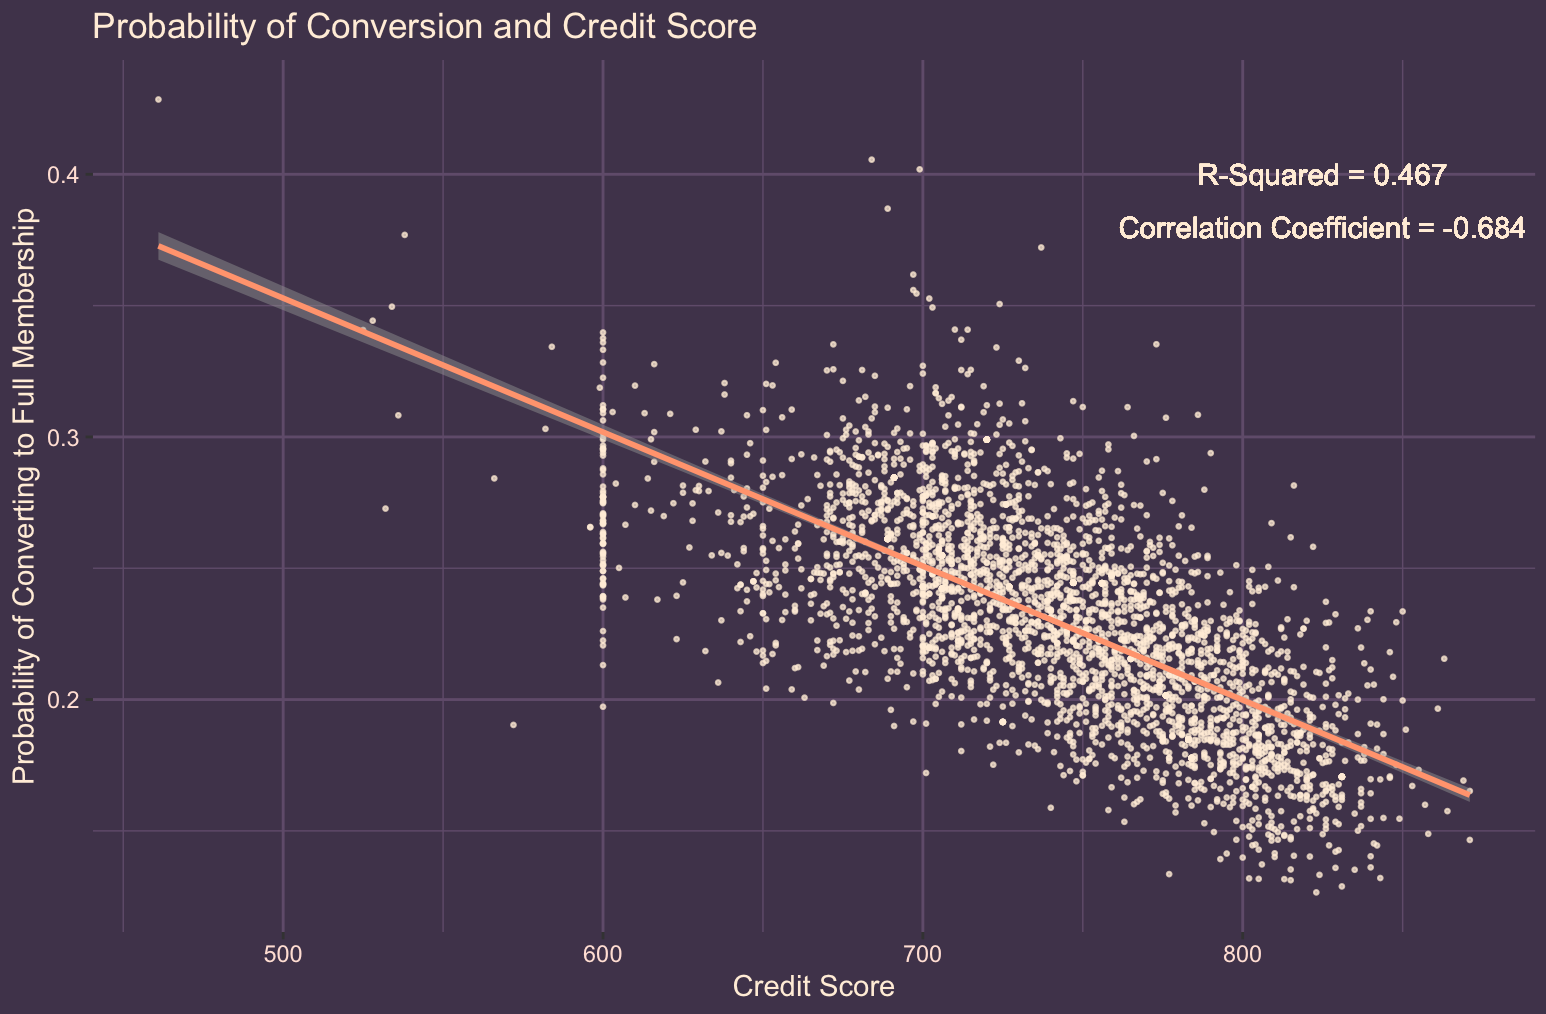 Probability of Conversion and Credit Score
Probability of Converting to Full Membership
0.4
0.3
0.2
R-Squared = 0.467
Correlation Coefficient = -0.684
500
600
700
800
Credit Score